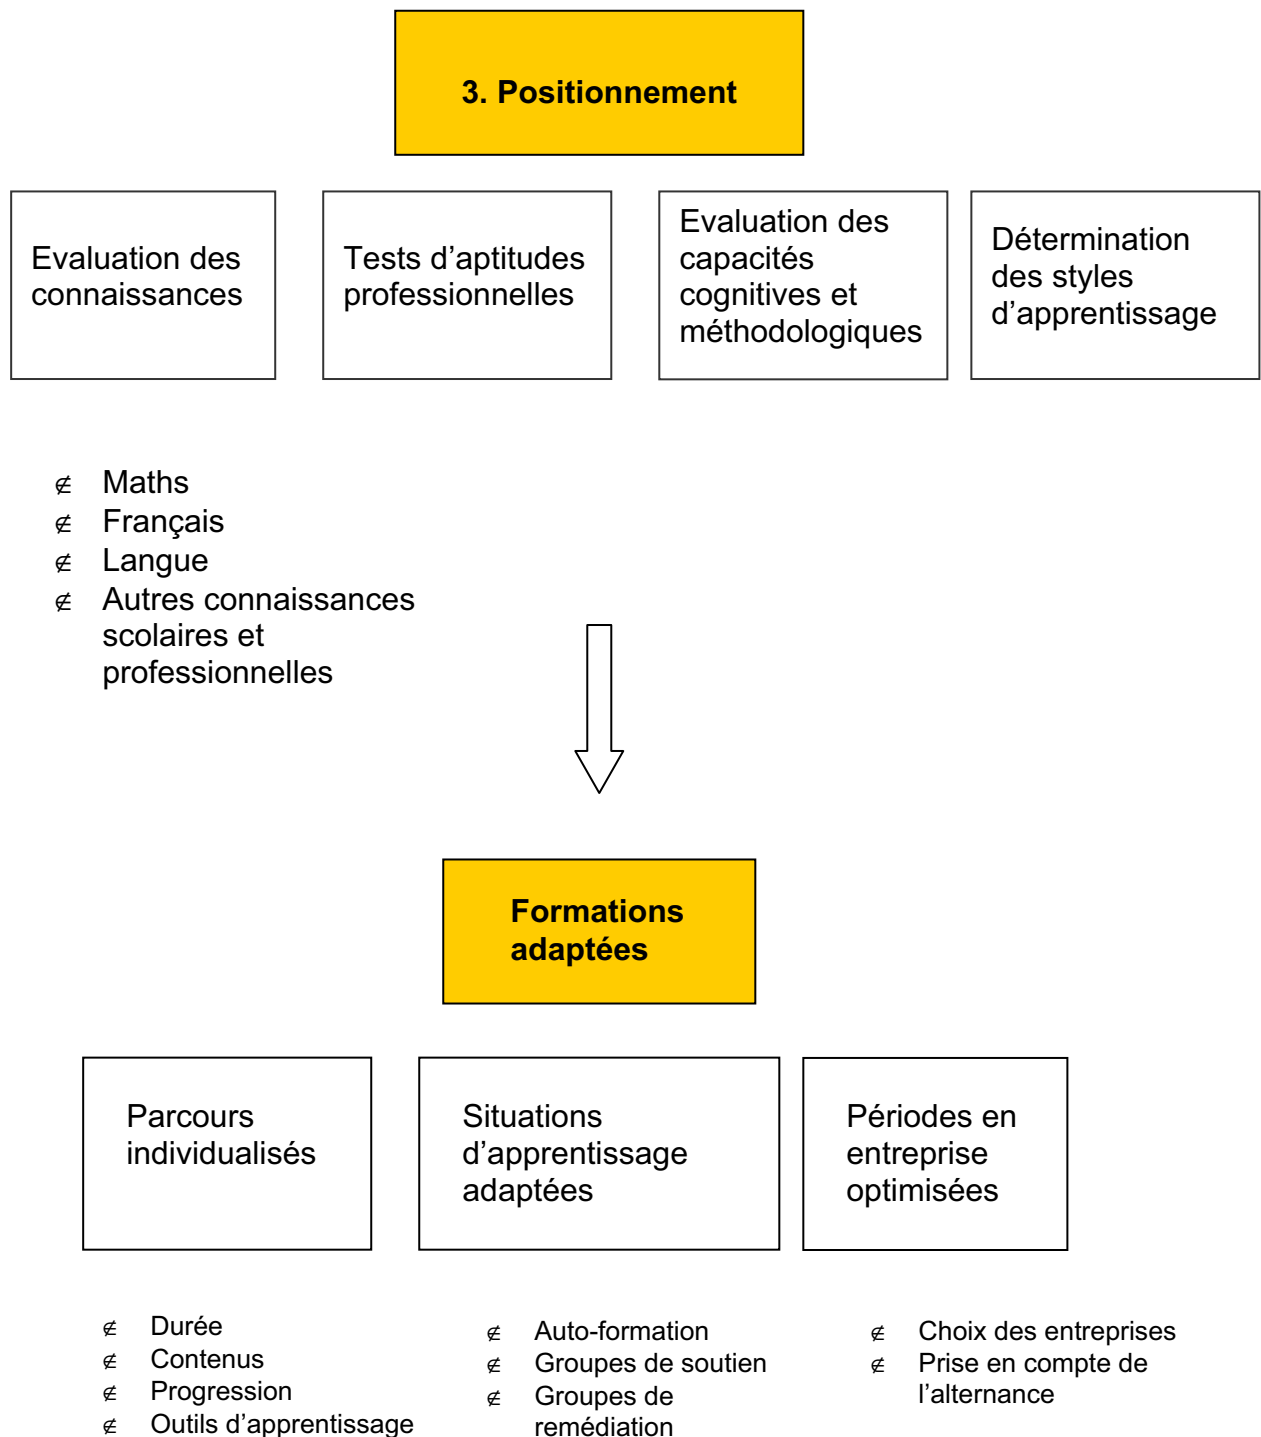 3. Positionnement
Evaluation des
connaissances
Tests d’aptitudes
professionnelles
Evaluation des
capacités
cognitives et
méthodologiques
Détermination
des styles
d’apprentissage
∉ Maths
∉ Français
∉ Langue
∉ Autres connaissances
scolaires et
professionnelles
Formations
adaptées
Parcours
individualisés
Situations
d’apprentissage
adaptées
Périodes en
entreprise
optimisées
∉ Durée
∉ Contenus
∉ Progression
∉ Outils d’apprentissage
∉ Auto-formation
∉ Groupes de soutien
∉ Groupes de
remédiation
∉ Choix des entreprises
∉ Prise en compte de
l’alternance